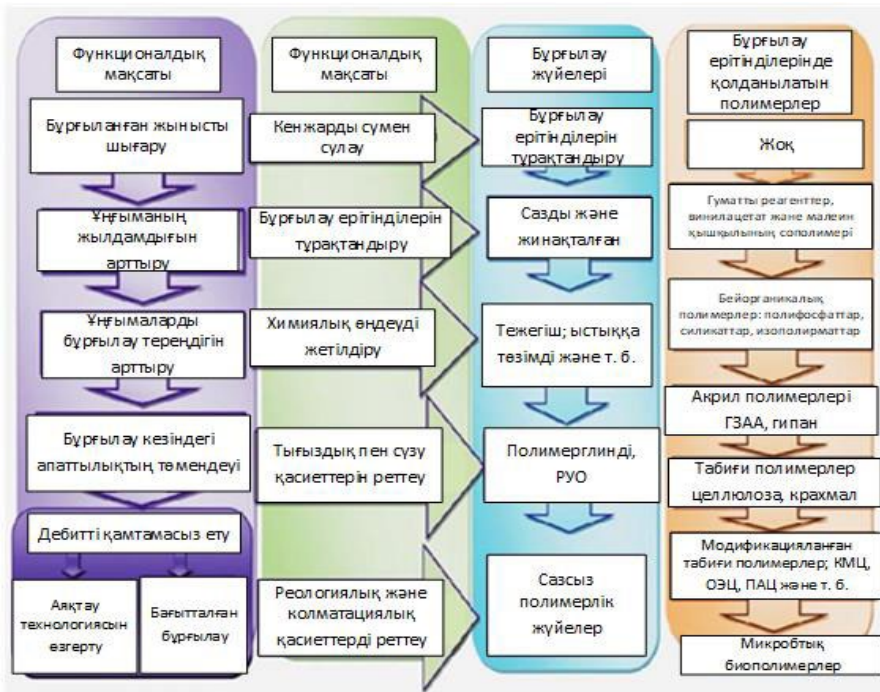 Функционалдық
мақсаты
Бұрғыланған жынысты
шығару
Ұңғыманың
жылдамдығын
арттыру
Ұңғымаларды
бұрғылау тереңдігін
арттыру
Бұрғылау кезіндегі
апаттылықтың төмендеуі
Дебитті қамтамасыз ету
Аяқтау
технологиясын
өзгерту
Бағытталған
бұрғылау
Функционалдық
мақсаты
Кенжарды сумен
сулау
Бұрғылау ерітінділерін
тұрақтандыру
Химиялық өңдеуді
жетілдіру
Тығыздық пен сүзу
қасиеттерін реттеу
Реологиялық және
колматациялық
қасиеттерді реттеу
Бұрғылау
жүйелері
Бұрғылау
ерітінділерін
тұрақтандыру
Сазды және
жинақталған
Тежегіш; ыстыққа
төзімді және т. б.
Полимерглинді,
РУО
Сазсыз
полимерлік
жүйелер
Бұрғылау
ерітінділерінде
қолданылатын
полимерлер
Жоқ
Гуматты реагенттер,
винилацетат және малеин
қышқылының сополимері
Бейорганикалық
полимерлер: полифосфаттар,
силикаттар, изополирматтар
Акрил полимерлері
ГЗАА, гипан
Табиғи полимерлер
целлюлоза, крахмал
Модификацияланған
табиғи полимерлер; КМЦ,
ОЭЦ, ПАЦ және т. б.
Микробтық
биополимерлер